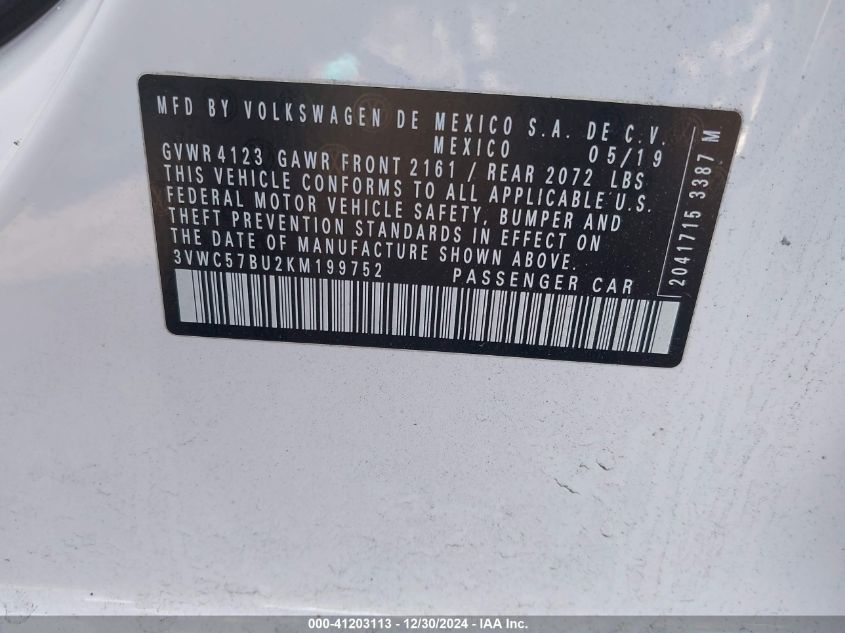 MFD BY VOLKSWAGEN DE MEXICO S.A. DE C.V.
MEXICO 05/19
GVWR 4123 GAWR FRONT 2161 / REAR 2072 LBS
THIS VEHICLE CONFORMS TO ALL APPLICABLE U.S.
FEDERAL MOTOR VEHICLE SAFETY, BUMPER AND
THEFT PREVENTION STANDARDS IN EFFECT ON
THE DATE OF MANUFACTURE SHOWN ABOVE.
3VWC57BU2KM199752 PASSENGER CAR
2041715 3387 M
000-41203113 - 12/30/2024 - IAA Inc.